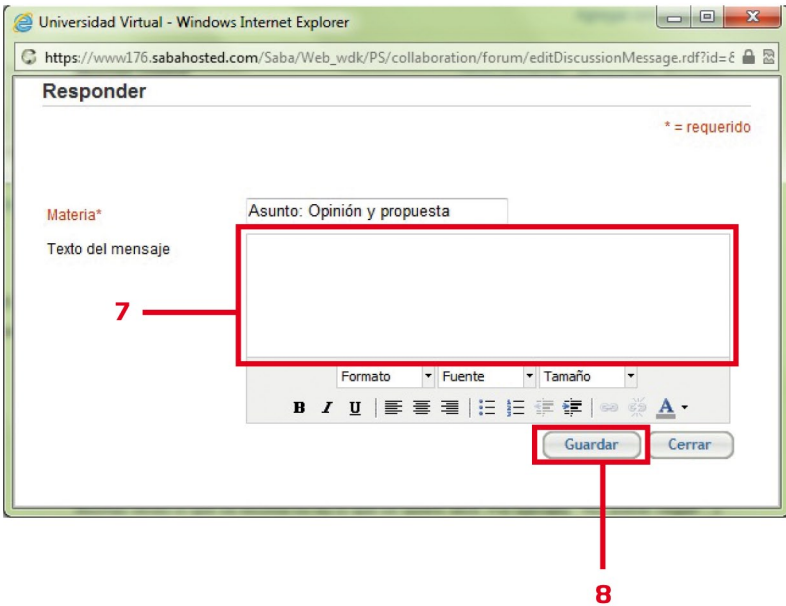 Universidad Virtual - Windows Internet Explorer
https://www176.sabahosted.com/Saba/Web_wdk/PS/collaboration/forum/editDiscussionMessage.rdf?id=&
Responder
* = requerido
Materia*
Asunto: Opinión y propuesta
Texto del mensaje
7
Formato Fuente Tamaño
B I U A
Guardar Cerrar
8